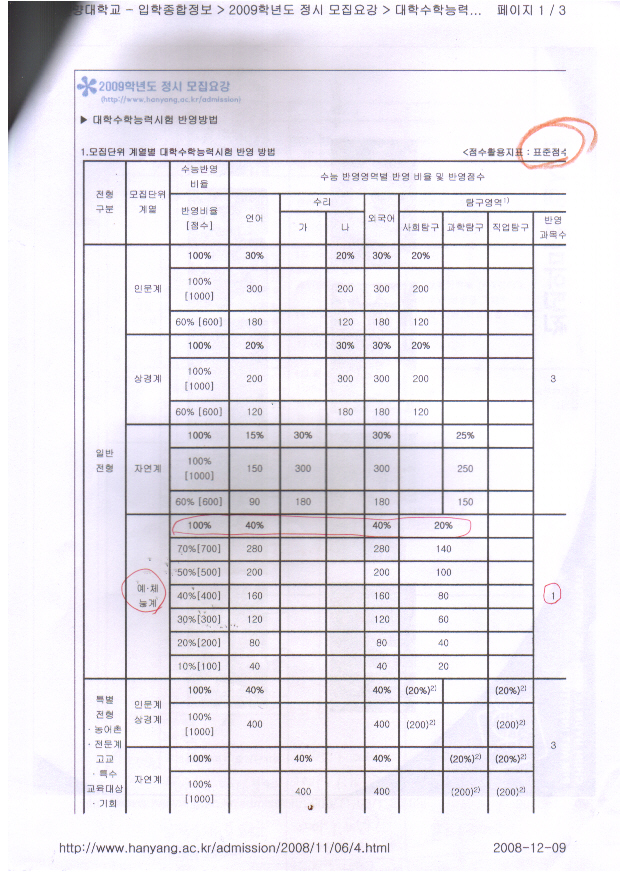 양대학교 - 입학종합정보 > 2009학년도 정시 모집요강 > 대학수학능력... 페이지 1 / 3
2009학년도 정시 모집요강
(http://www.hanyang.ac.kr/admission)
▶ 대학수학능력시험 반영방법
1.모집단위 계열별 대학수학능력시험 반영 방법 <점수활용지표 : 표준점수
전형 구분 모집단위 계열 수능반영 비율 수능 반영영역별 반영 비율 및 반영점수
반영비율 [점수] 언어 수리 외국어 탐구영역1)
가 나 사회탐구 과학탐구 직업탐구 반영 과목수
일반 전형
인문계
100% 30% 20% 30% 20%
100% [1000] 300 200 300 200
60% [600] 180 120 180 120
상경계
100% 20% 30% 30% 20%
100% [1000] 200 300 300 200 3
60% [600] 120 180 180 120
자연계
100% 15% 30% 30% 25%
100% [1000] 150 300 300 250
60% [600] 90 180 180 150
예·체능계
100% 40% 40% 20%
70%[700] 280 280 140
50%[500] 200 200 100
40%[400] 160 160 80 1
30%[300] 120 120 60
20%[200] 80 80 40
10%[100] 40 40 20
특별 전형
· 농어촌
· 전문계 고교
· 특수 교육대상
· 기회
인문계 상경계
100% 40% 40% (20%)2) (20%)2)
100% [1000] 400 400 (200)2) (200)2)
3
자연계
100% 40% 40% (20%)2) (20%)2)
100% [1000] 400 400 (200)2) (200)2)
http://www.hanyang.ac.kr/admission/2008/11/06/4.html 2008-12-09